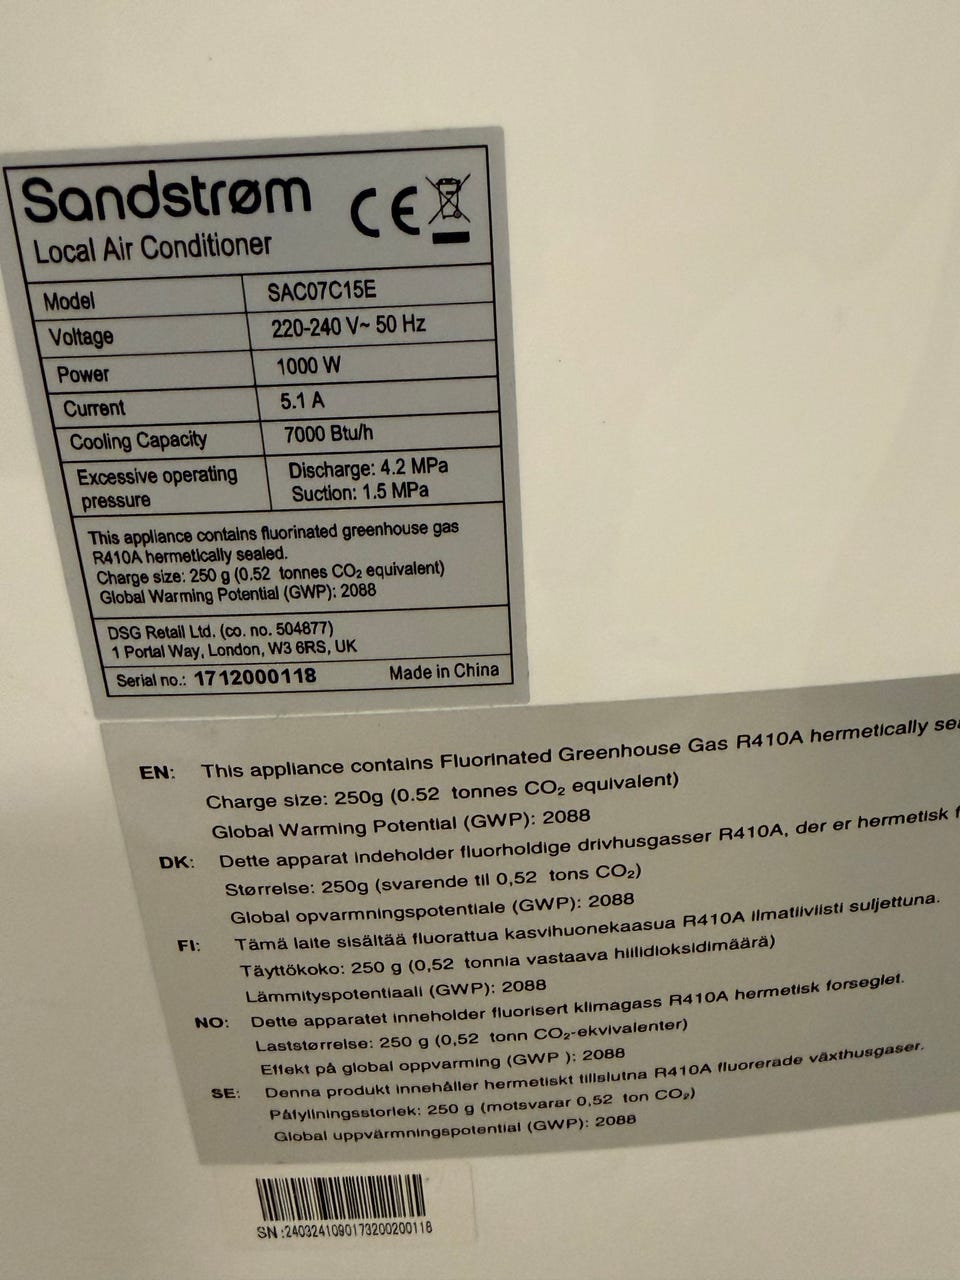 Sandstrøm
CE
Local Air Conditioner
Model SAC07C15E
Voltage 220-240 V~ 50 Hz
Power 1000 W
Current 5.1 A
Cooling Capacity 7000 Btu/h
Excessive operating pressure Discharge: 4.2 MPa
Suction: 1.5 MPa
This appliance contains fluorinated greenhouse gas
R410A hermetically sealed.
Charge size: 250 g (0.52 tonnes CO₂ equivalent)
Global Warming Potential (GWP): 2088
DSG Retail Ltd. (co. no. 504877)
1 Portal Way, London, W3 6RS, UK
Serial no.: 1712000118 Made in China
EN: This appliance contains Fluorinated Greenhouse Gas R410A hermetically
Charge size: 250g (0.52 tonnes CO₂ equivalent)
Global Warming Potential (GWP): 2088
DK: Dette apparat indeholder fluorholdige drivhusgasser R410A, der er hermetisk
Størrelse: 250g (svarende til 0,52 tons CO₂)
Global opvarmningspotentiale (GWP): 2088
FI: Tämä laite sisältää fluorattua kasvihuonekaasua R410A ilmatiiviisti suljettuna.
Täyttökoko: 250 g (0,52 tonnia vastaava hiilidioksidimäärä)
Lämmityspotentiaali (GWP): 2088
NO: Dette apparatet inneholder fluorisert klimagass R410A hermetisk forseglet.
Laststørrelse: 250 g (0,52 tonn CO₂-ekvivalenter)
Effekt på global oppvarming (GWP ): 2088
SE: Denna produkt innehåller hermetiskt tillslutna R410A fluorerade växthusgaser.
Påfyllningsstorlek: 250 g (motsvarar 0,52 ton CO₂)
Global uppvärmningspotential (GWP): 2088
SN:2403241090173200200118